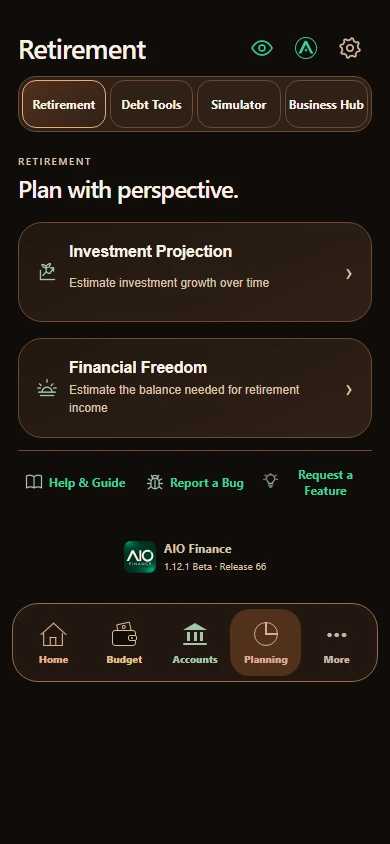 Retirement
Retirement
Debt Tools
Simulator
Business Hub
RETIREMENT
Plan with perspective.
Investment Projection
Estimate investment growth over time
Financial Freedom
Estimate the balance needed for retirement
income
Help & Guide
Report a Bug
Request a
Feature
AIO
FINANCE
AIO Finance
1.12.1 Beta · Release 66
Home
Budget
Accounts
Planning
More